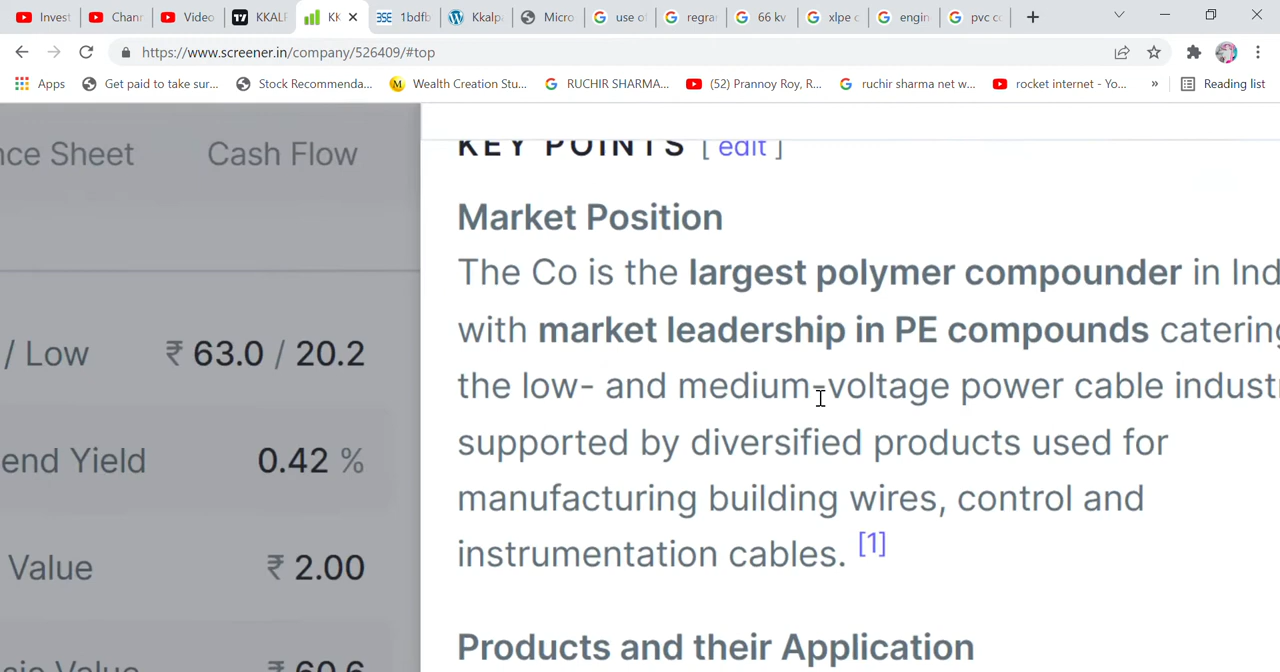 Invest
Chann
Video
KKALP
KK
1bdfb
Kkalp
Micro
use o
regrar
66 kv
xlpe c
engin
pvc co
https://www.screener.in/company/526409/#top
Apps
Get paid to take sur...
Stock Recommenda...
Wealth Creation Stu...
RUCHIR SHARMA...
(52) Prannoy Roy, R...
ruchir sharma net w...
rocket internet - Yo...
»
Reading list
nce Sheet Cash Flow
/ Low ₹ 63.0 / 20.2
end Yield 0.42 %
Value ₹ 2.00
KEY POINTS [ edit ]
Market Position
The Co is the largest polymer compounder in Ind
with market leadership in PE compounds catering
the low- and medium-voltage power cable industr
supported by diversified products used for
manufacturing building wires, control and
instrumentation cables. [1]
Products and their Application
₹ 60.6